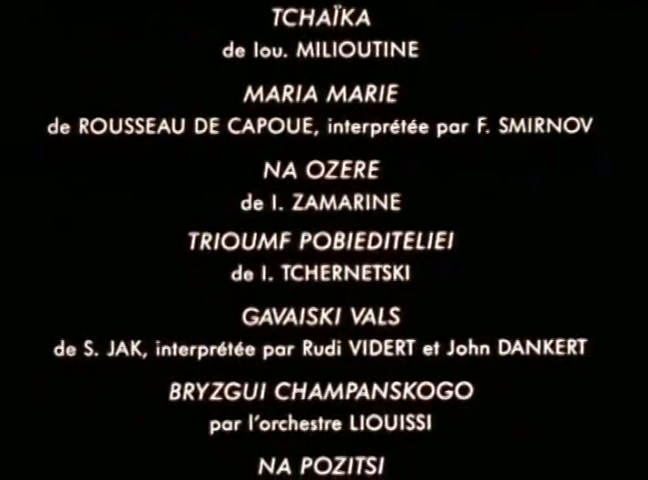 TCHAÏKA
de Iou. MILIOUTINE
MARIA MARIE
de ROUSSEAU DE CAPOUE, interprétée par F. SMIRNOV
NA OZERE
de I. ZAMARINE
TRIOUMF POBIEDITELIEI
de I. TCHERNETSKI
GAVAISKI VALS
de S. JAK, interprétée par Rudi VIDERT et John DANKERT
BRYZGUI CHAMPANSKOGO
par l'orchestre LIOUISSI
NA POZITSI